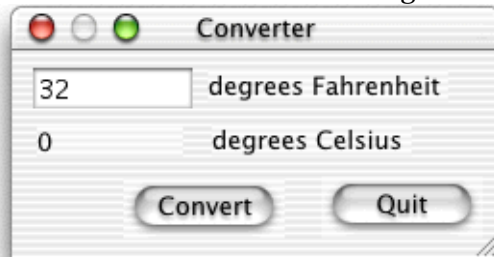 Converter
32 degrees Fahrenheit
0 degrees Celsius
Convert Quit